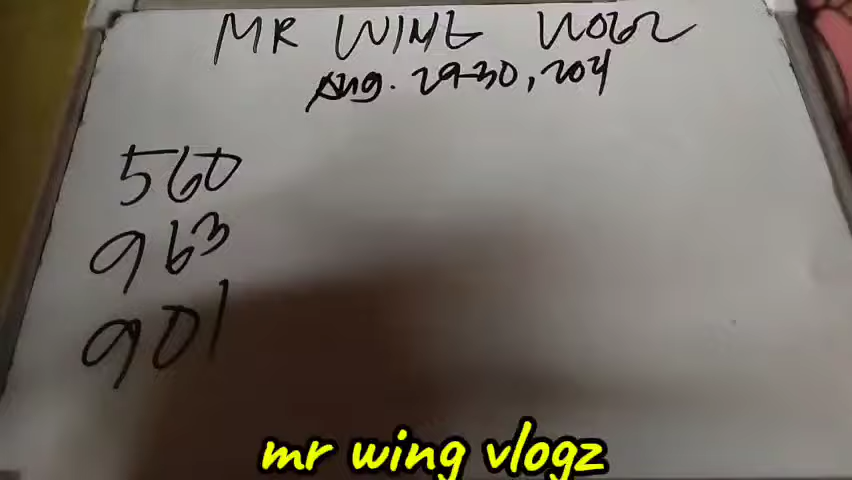 MR WING VLOGZ
Aug. 29-30, 2024
560
963
901
mr wing vlogz